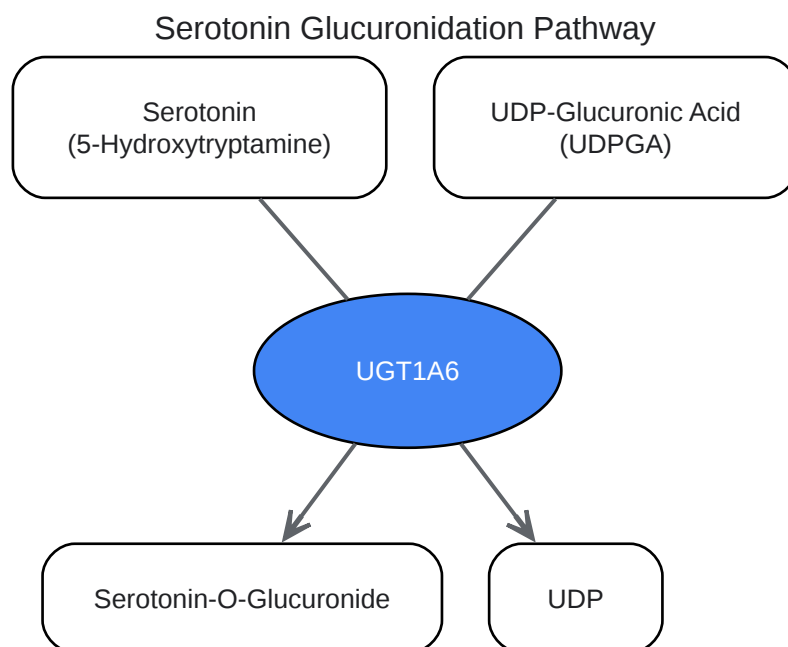 Serotonin Glucuronidation Pathway
Serotonin
(5-Hydroxytryptamine)
UDP-Glucuronic Acid
(UDPGA)
UGT1A6
Serotonin-O-Glucuronide
UDP